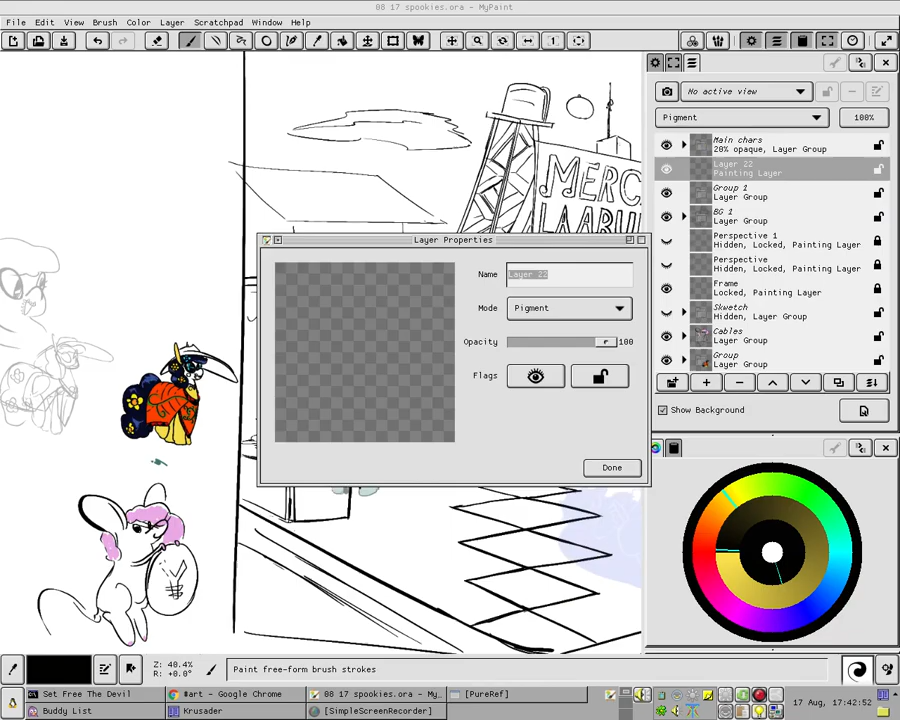 08 17 spookies.ora - MyPaint
File Edit View Brush Color Layer Scratchpad Window Help
No active view
Pigment 100%
Main chars
28% opaque, Layer Group
Layer 22
Painting Layer
Group 1
Layer Group
BG 1
Layer Group
Perspective 1
Hidden, Locked, Painting Layer
Perspective
Hidden, Locked, Painting Layer
Frame
Locked, Painting Layer
Skwetch
Hidden, Layer Group
Cables
Layer Group
Group
Layer Group
Show Background
MERC
Layer Properties
Name Layer 22
Mode Pigment
Opacity 100
Flags
Done
Z: 40.4%
R: +0.0°
Paint free-form brush strokes
Set Free The Devil
#art - Google Chrome
08 17 spookies.ora - My...
[PureRef]
Buddy List
Krusader
[SimpleScreenRecorder]
17 Aug, 17:42:52